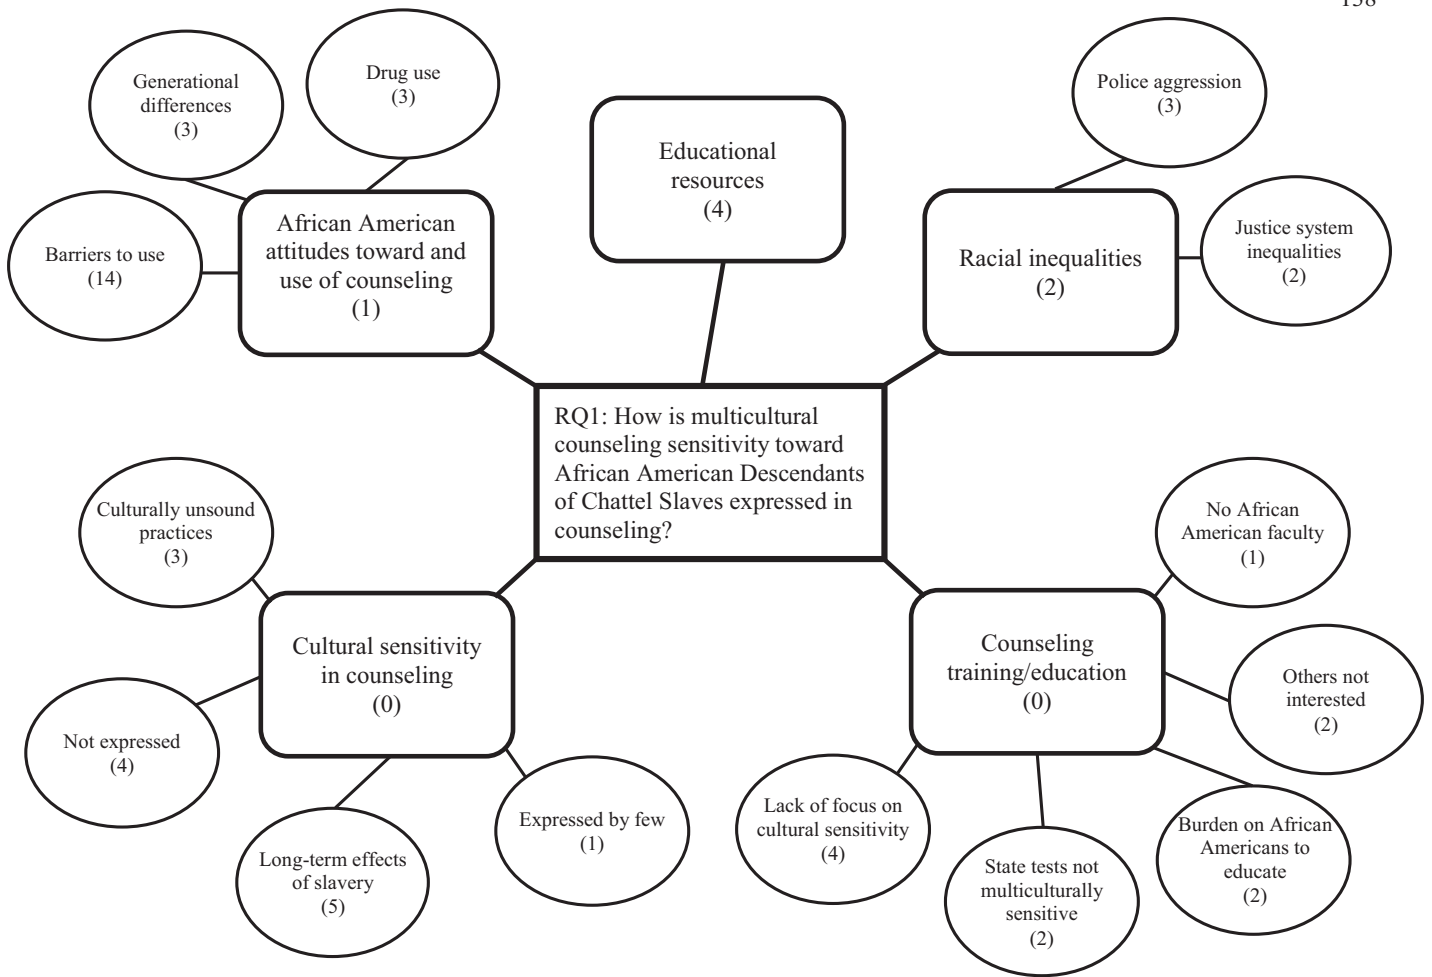 138
Generational
differences
(3)
Drug use
(3)
Barriers to use
(14)
African American
attitudes toward and
use of counseling
(1)
Educational
resources
(4)
Police aggression
(3)
Justice system
inequalities
(2)
Racial inequalities
(2)
RQ1: How is multicultural
counseling sensitivity toward
African American Descendants
of Chattel Slaves expressed in
counseling?
Culturally unsound
practices
(3)
Cultural sensitivity
in counseling
(0)
Not expressed
(4)
Long-term effects
of slavery
(5)
Expressed by few
(1)
No African
American faculty
(1)
Counseling
training/education
(0)
Others not
interested
(2)
Lack of focus on
cultural sensitivity
(4)
State tests not
multiculturally
sensitive
(2)
Burden on African
Americans to
educate
(2)